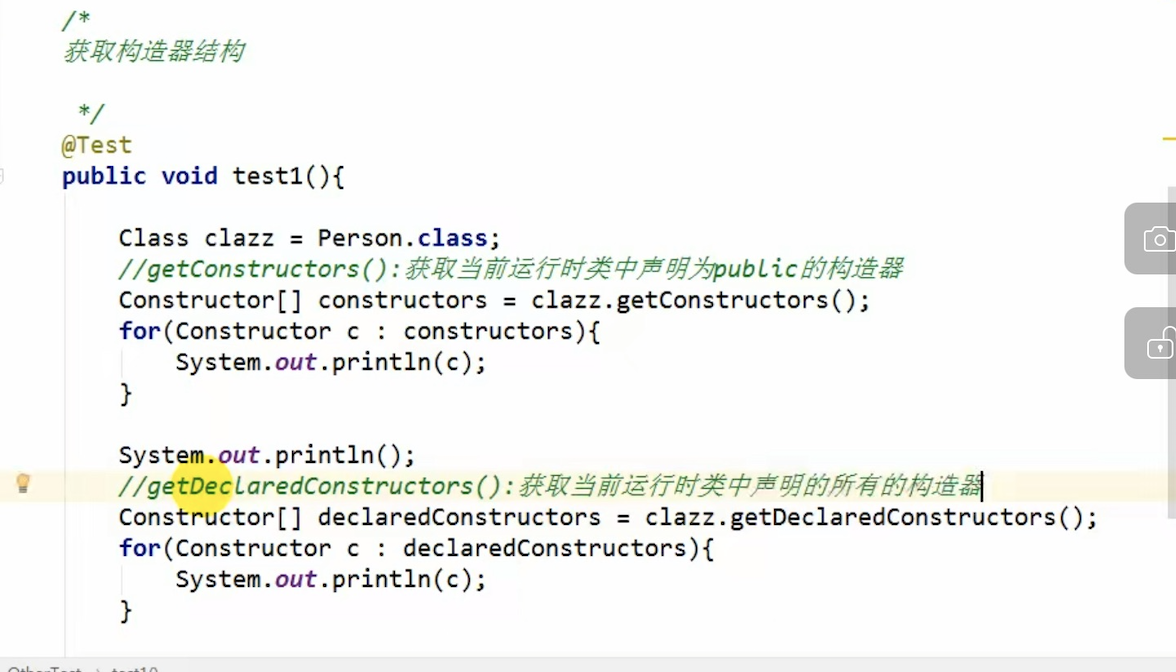 /*
获取构造器结构
*/
@Test
public void test1(){
Class clazz = Person.class;
//getConstructors():获取当前运行时类中声明为public的构造器
Constructor[] constructors = clazz.getConstructors();
for(Constructor c : constructors){
System.out.println(c);
}
System.out.println();
//getDeclaredConstructors():获取当前运行时类中声明的所有的构造器
Constructor[] declaredConstructors = clazz.getDeclaredConstructors();
for(Constructor c : declaredConstructors){
System.out.println(c);
}